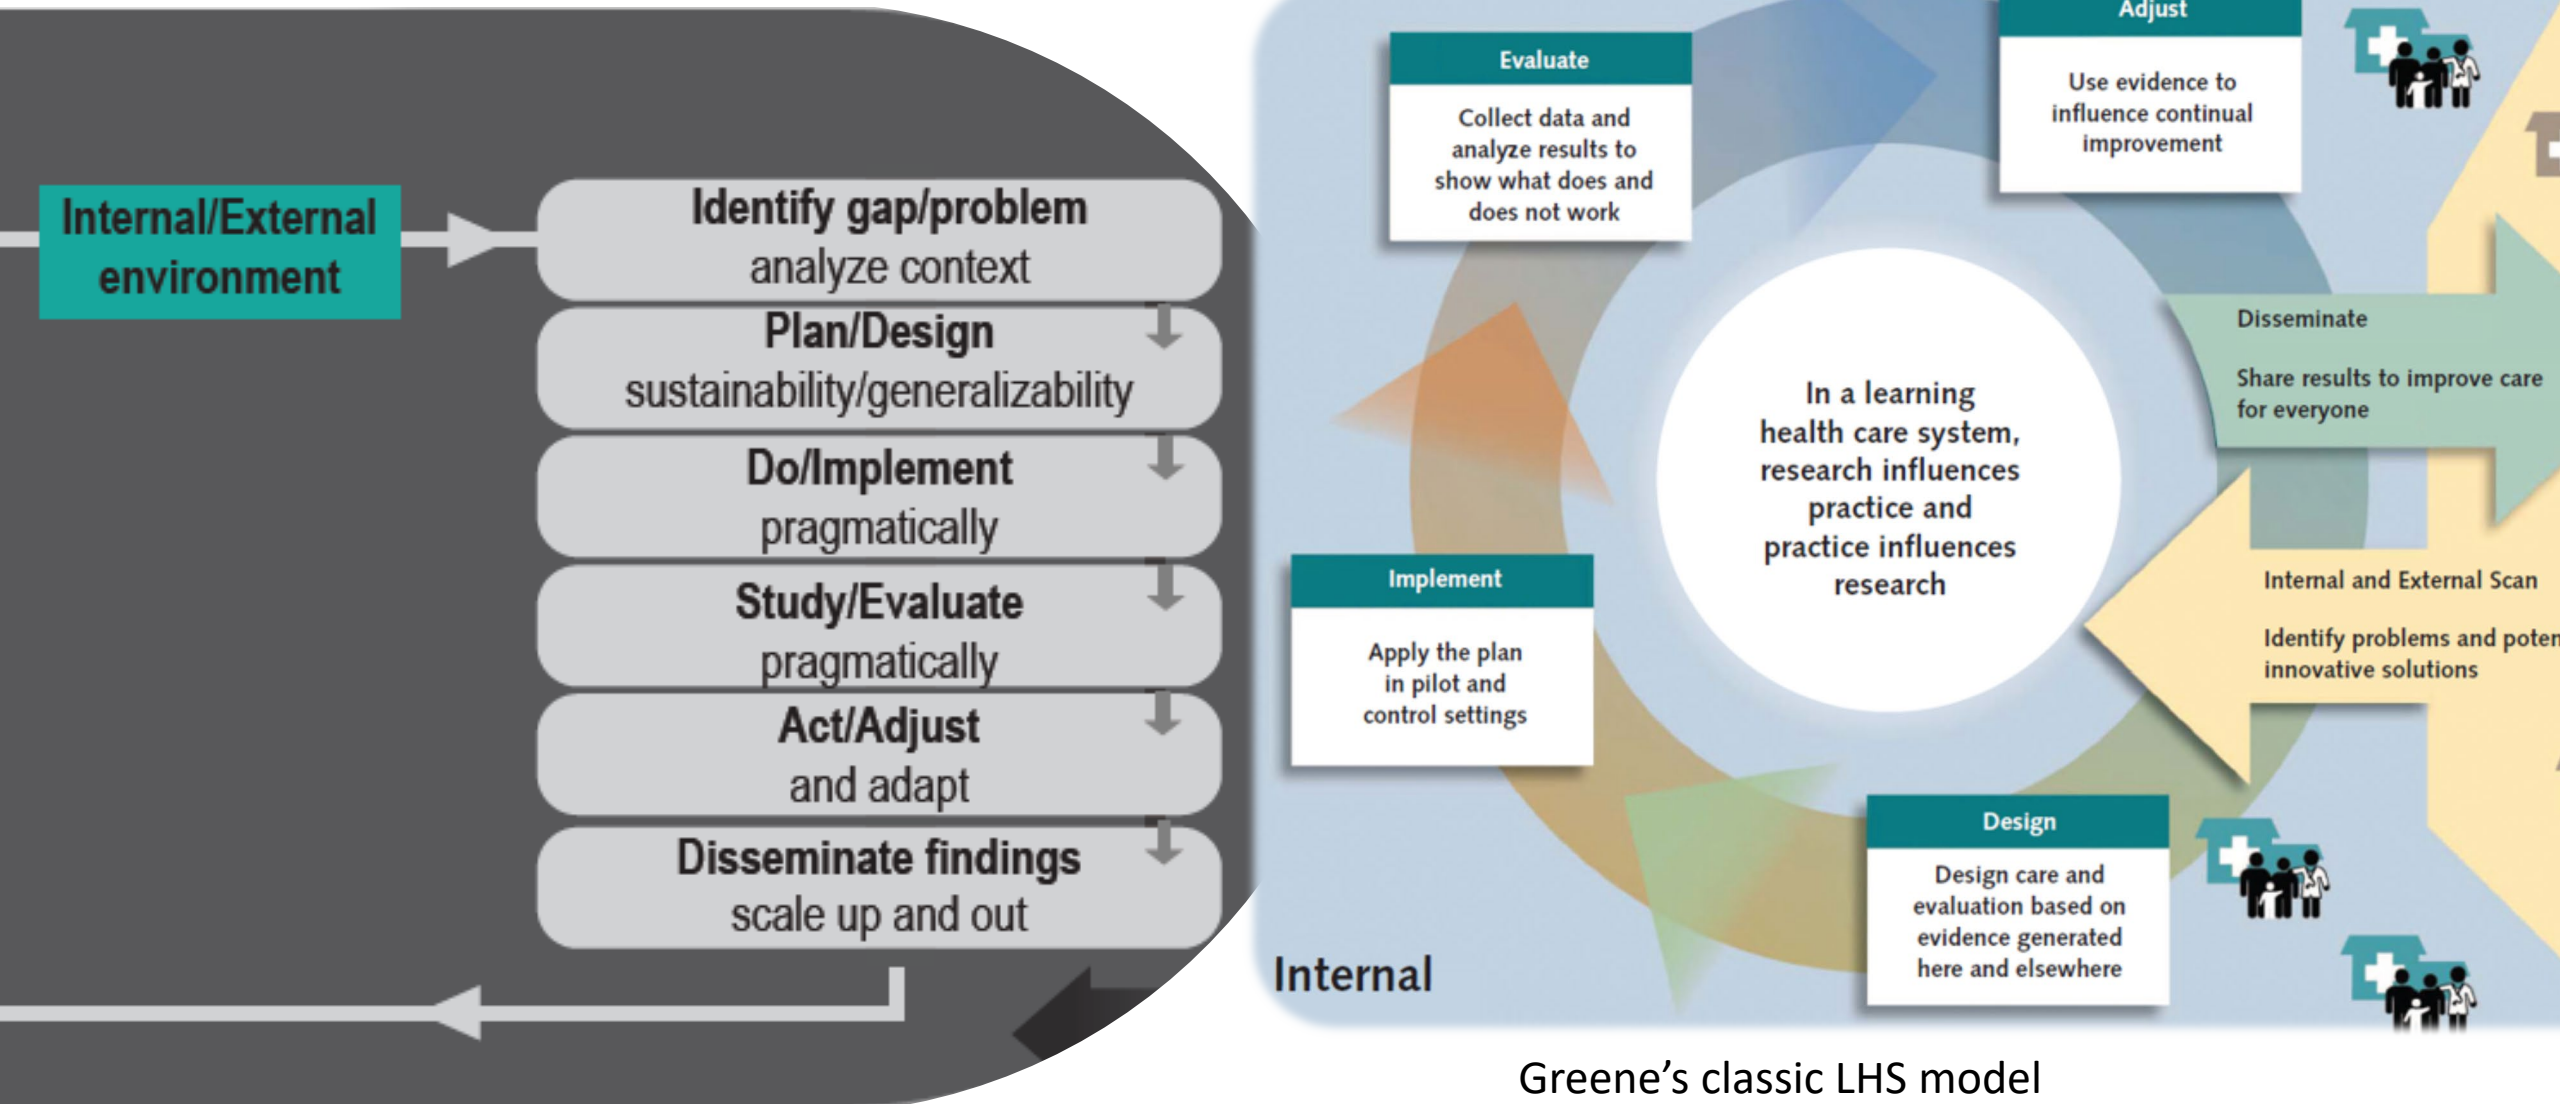 Internal/External
environment
Identify gap/problem
analyze context
Plan/Design
sustainability/generalizability
Do/Implement
pragmatically
Study/Evaluate
pragmatically
Act/Adjust
and adapt
Disseminate findings
scale up and out
Evaluate
Collect data and
analyze results to
show what does and
does not work
Adjust
Use evidence to
influence continual
improvement
Disseminate
Share results to improve care
for everyone
In a learning
health care system,
research influences
practice and
practice influences
research
Implement
Apply the plan
in pilot and
control settings
Internal and External Scan
Identify problems and poten
innovative solutions
Design
Design care and
evaluation based on
evidence generated
here and elsewhere
Internal
Greene’s classic LHS model